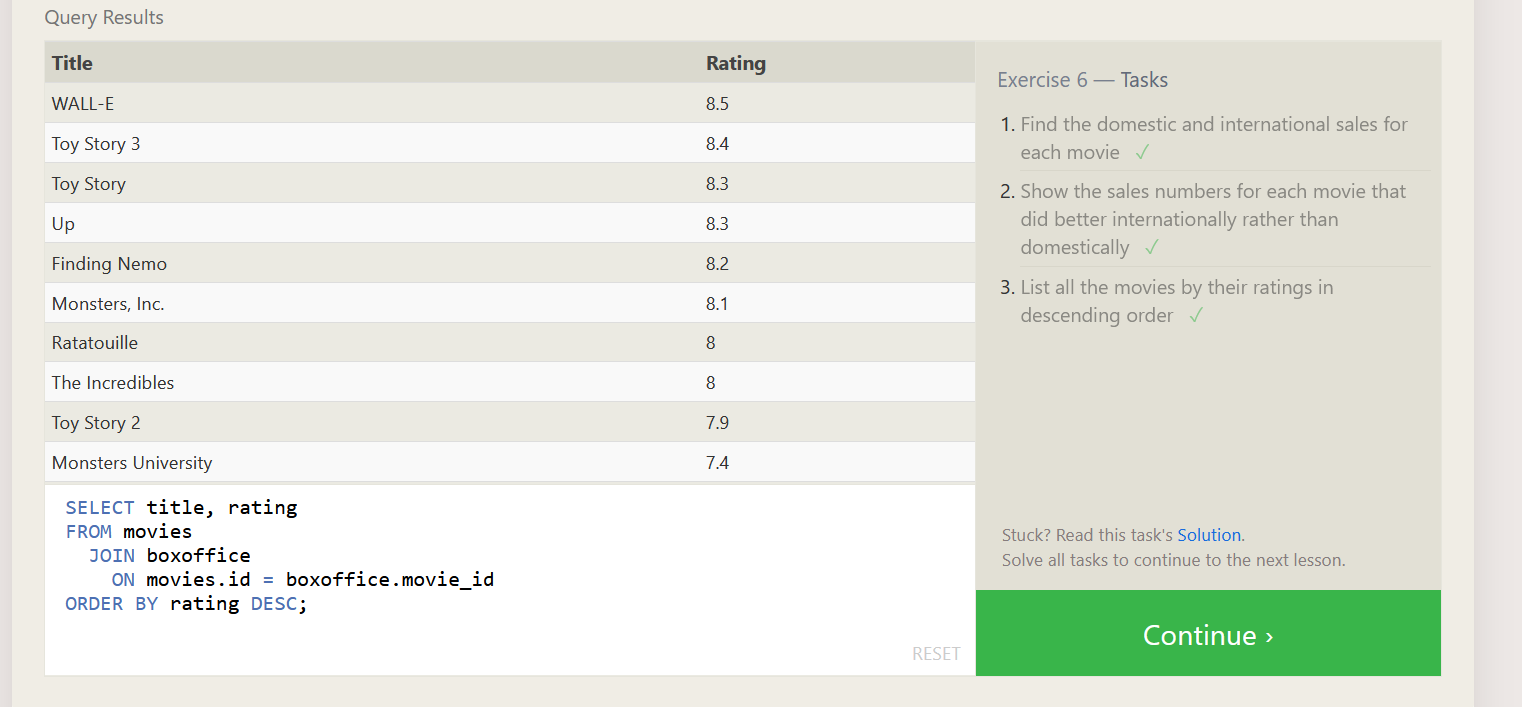 Query Results
Title Rating
WALL-E 8.5
Toy Story 3 8.4
Toy Story 8.3
Up 8.3
Finding Nemo 8.2
Monsters, Inc. 8.1
Ratatouille 8
The Incredibles 8
Toy Story 2 7.9
Monsters University 7.4
SELECT title, rating
FROM movies
  JOIN boxoffice
    ON movies.id = boxoffice.movie_id
ORDER BY rating DESC;
RESET
Exercise 6 — Tasks
1. Find the domestic and international sales for
each movie ✓
2. Show the sales numbers for each movie that
did better internationally rather than
domestically ✓
3. List all the movies by their ratings in
descending order ✓
Stuck? Read this task's Solution.
Solve all tasks to continue to the next lesson.
Continue ›